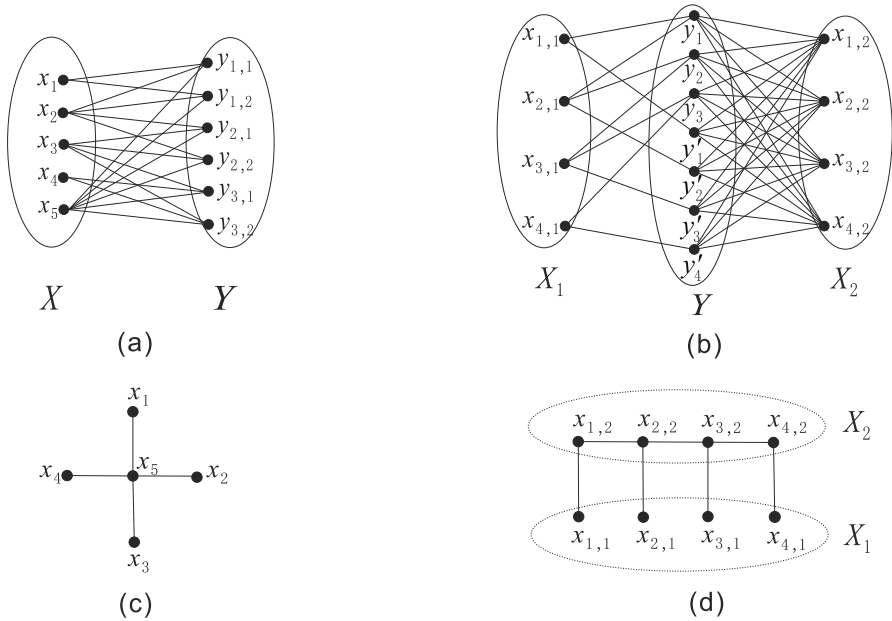 x₁ y₁,₁
x₂ y₁,₂
x₃ y₂,₁
y₂,₂
x₄ y₃,₁
x₅ y₃,₂
X Y
(a)
x₁,₁ y₁ x₁,₂
y₂
x₂,₁ y₃ x₂,₂
y′₁
x₃,₁ y′₂ x₃,₂
y′₃
x₄,₁ y′₄ x₄,₂
X₁ Y X₂
(b)
x₁
x₄ x₅ x₂
x₃
(c)
x₁,₂ x₂,₂ x₃,₂ x₄,₂ X₂
x₁,₁ x₂,₁ x₃,₁ x₄,₁ X₁
(d)